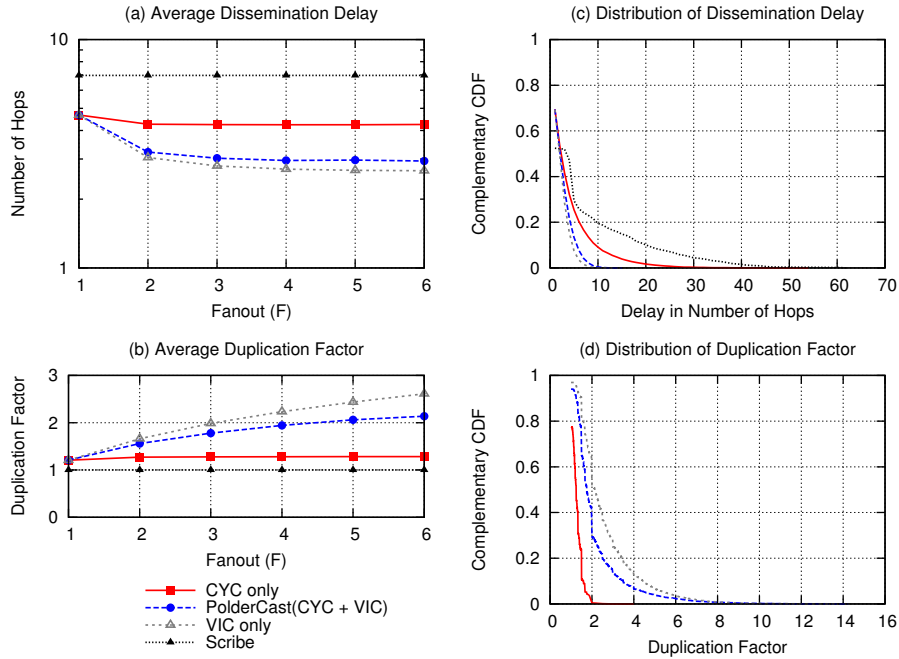 (a) Average Dissemination Delay
Number of Hops
10
1
1 2 3 4 5 6
Fanout (F)
(b) Average Duplication Factor
Duplication Factor
3
2
1
0
1 2 3 4 5 6
Fanout (F)
CYC only
PolderCast(CYC + VIC)
VIC only
Scribe
(c) Distribution of Dissemination Delay
Complementary CDF
1
0.8
0.6
0.4
0.2
0
0 10 20 30 40 50 60 70
Delay in Number of Hops
(d) Distribution of Duplication Factor
Complementary CDF
1
0.8
0.6
0.4
0.2
0
0 2 4 6 8 10 12 14 16
Duplication Factor